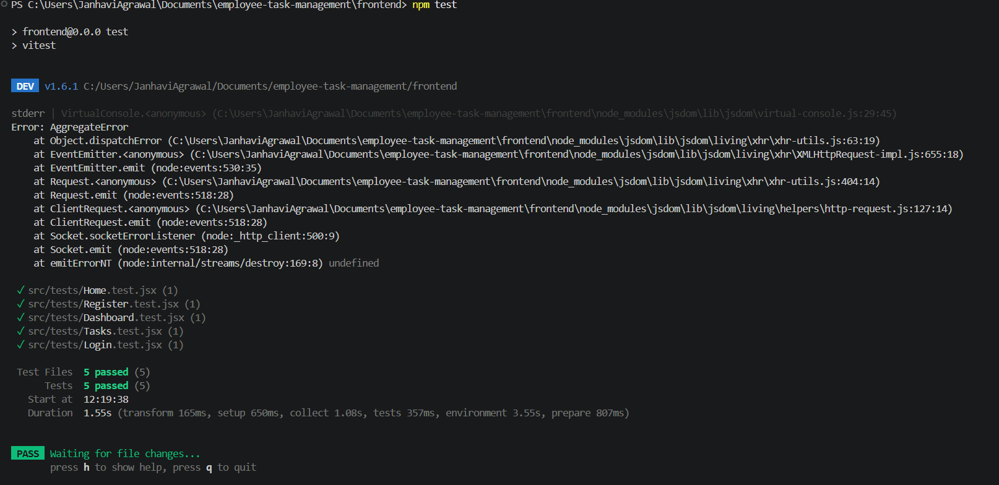 PS C:\Users\JanhaviAgrawal\Documents\employee-task-management\frontend> npm test
> frontend@0.0.0 test
> vitest
DEV v1.6.1 C:/Users/JanhaviAgrawal/Documents/employee-task-management/frontend
stderr | VirtualConsole.<anonymous> (C:\Users\JanhaviAgrawal\Documents\employee-task-management\frontend\node_modules\jsdom\lib\jsdom\virtual-console.js:29:45)
Error: AggregateError
at Object.dispatchError (C:\Users\JanhaviAgrawal\Documents\employee-task-management\frontend\node_modules\jsdom\lib\jsdom\living\xhr\xhr-utils.js:63:19)
at EventEmitter.<anonymous> (C:\Users\JanhaviAgrawal\Documents\employee-task-management\frontend\node_modules\jsdom\lib\jsdom\living\xhr\XMLHttpRequest-impl.js:655:18)
at EventEmitter.emit (node:events:530:35)
at Request.<anonymous> (C:\Users\JanhaviAgrawal\Documents\employee-task-management\frontend\node_modules\jsdom\lib\jsdom\living\xhr\xhr-utils.js:404:14)
at Request.emit (node:events:518:28)
at ClientRequest.<anonymous> (C:\Users\JanhaviAgrawal\Documents\employee-task-management\frontend\node_modules\jsdom\lib\jsdom\living\helpers\http-request.js:127:14)
at ClientRequest.emit (node:events:518:28)
at Socket.socketErrorListener (node:_http_client:500:9)
at Socket.emit (node:events:518:28)
at emitErrorNT (node:internal/streams/destroy:169:8) undefined
✓ src/tests/Home.test.jsx (1)
✓ src/tests/Register.test.jsx (1)
✓ src/tests/Dashboard.test.jsx (1)
✓ src/tests/Tasks.test.jsx (1)
✓ src/tests/Login.test.jsx (1)
Test Files 5 passed (5)
Tests 5 passed (5)
Start at 12:19:38
Duration 1.55s (transform 165ms, setup 650ms, collect 1.08s, tests 357ms, environment 3.55s, prepare 807ms)
PASS Waiting for file changes...
press h to show help, press q to quit